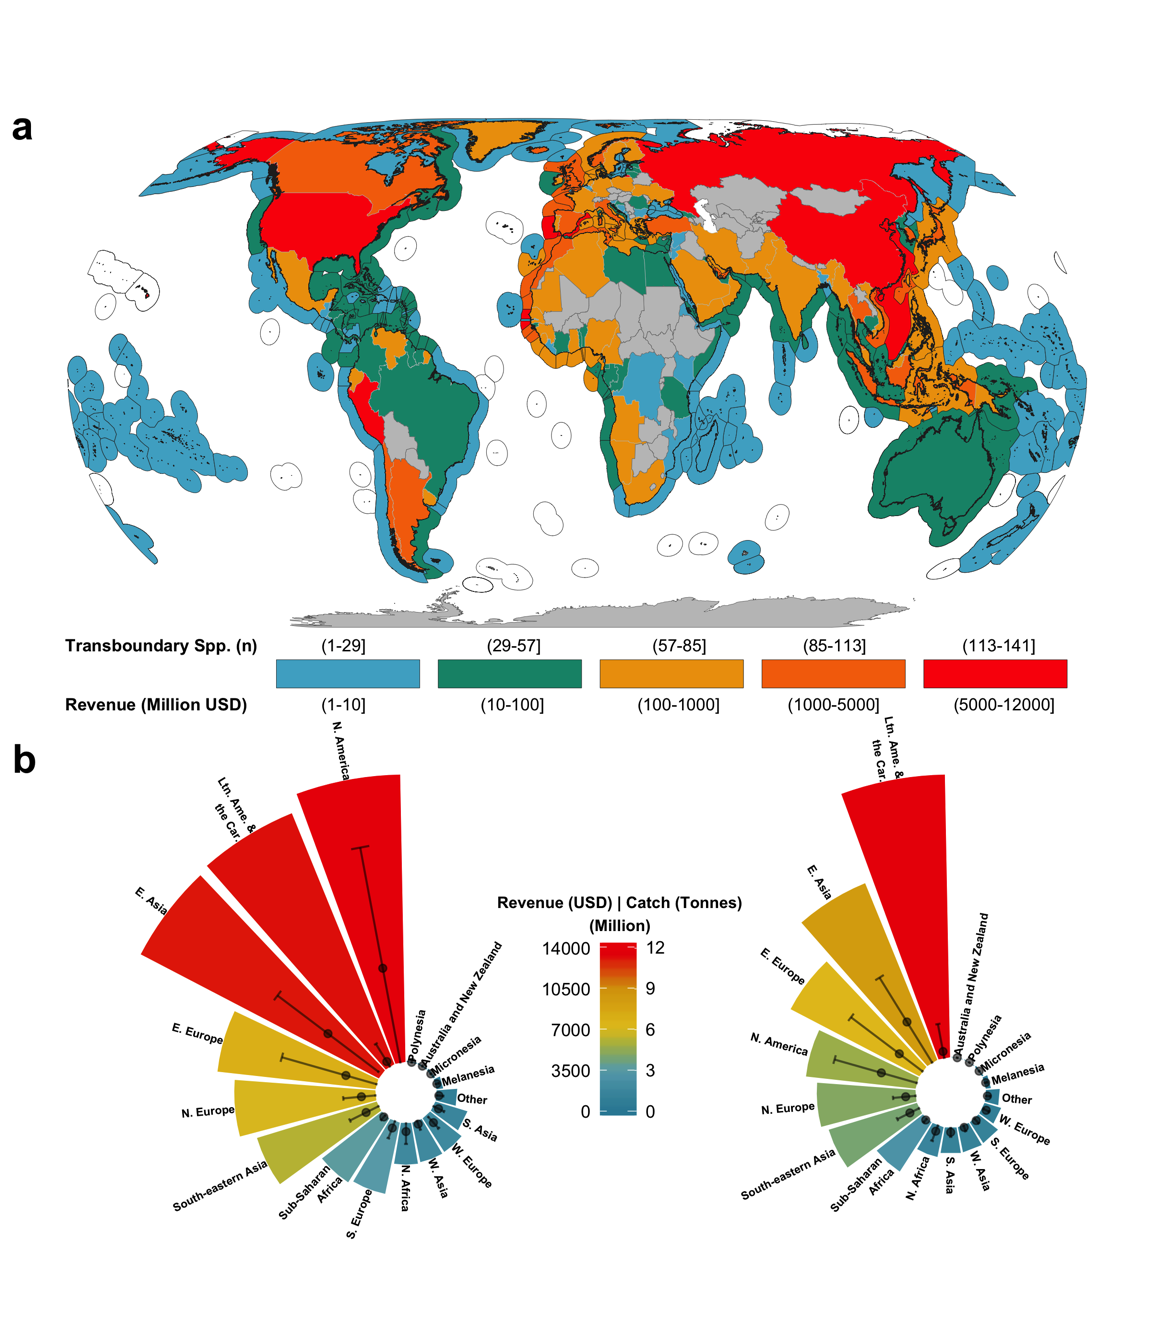 a
Transboundary Spp. (n)
(1-29]
(29-57]
(57-85]
(85-113]
(113-141]
Revenue (Million USD)
(1-10]
(10-100]
(100-1000]
(1000-5000]
(5000-12000]
b
N. America
Ltn. Ame. &
the Car.
E. Asia
E. Europe
N. Europe
South-eastern Asia
Sub-Saharan
Africa
S. Europe
N. Africa
W. Asia
W. Europe
S. Asia
Other
Melanesia
Micronesia
Australia and New Zealand
Polynesia
Revenue (USD) | Catch (Tonnes)
(Million)
14000 12
10500 9
7000 6
3500 3
0 0
Ltn. Ame. &
the Car.
E. Asia
E. Europe
N. America
N. Europe
South-eastern Asia
Sub-Saharan
Africa
N. Africa
S. Asia
W. Asia
S. Europe
W. Europe
Other
Melanesia
Micronesia
Polynesia
Australia and New Zealand